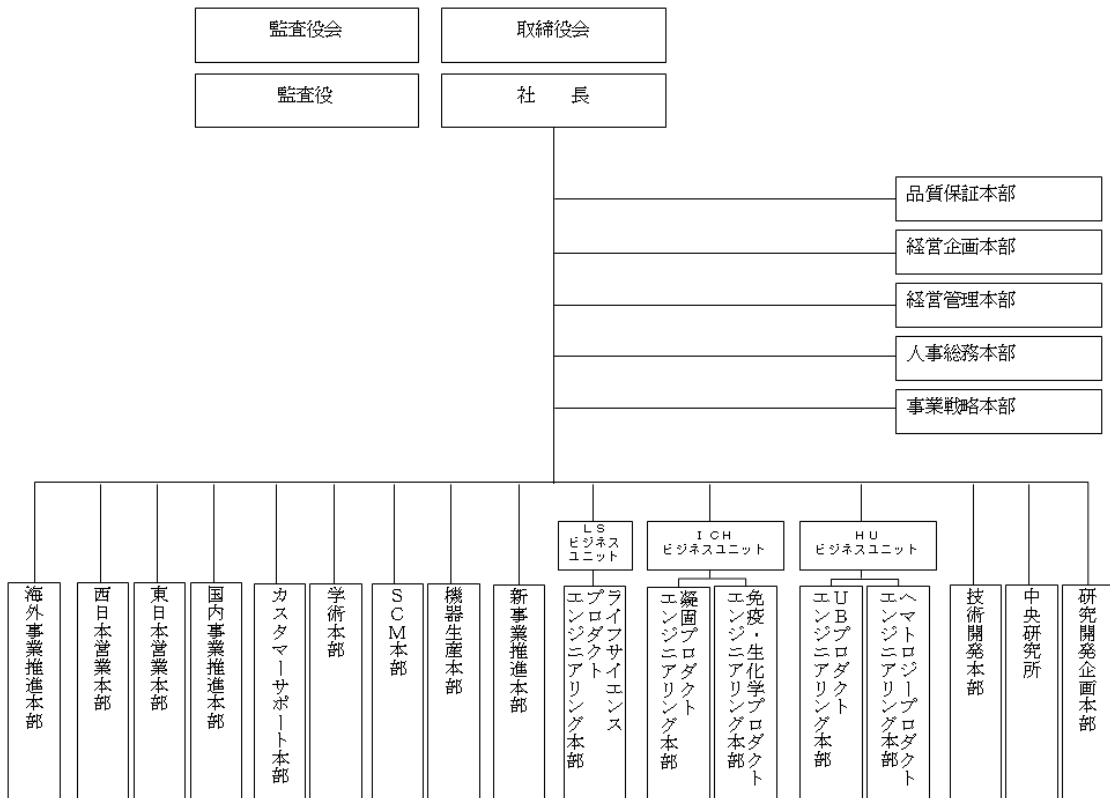 監査役会
取締役会
監査役
社　長
品質保証本部
経営企画本部
経営管理本部
人事総務本部
事業戦略本部
ＬＳ
ビジネス
ユニット
ＩＣＨ
ビジネスユニット
ＨＵ
ビジネスユニット
海外事業推進本部
西日本営業本部
東日本営業本部
国内事業推進本部
カスタマーサポート本部
学術本部
ＳＣＭ本部
機器生産本部
新事業推進本部
ライフサイエンス
プロダクト
エンジニアリング本部
凝固プロダクト
エンジニアリング本部
免疫・生化学プロダクト
エンジニアリング本部
ＵＢプロダクト
エンジニアリング本部
ヘマトロジープロダクト
エンジニアリング本部
技術開発本部
中央研究所
研究開発企画本部